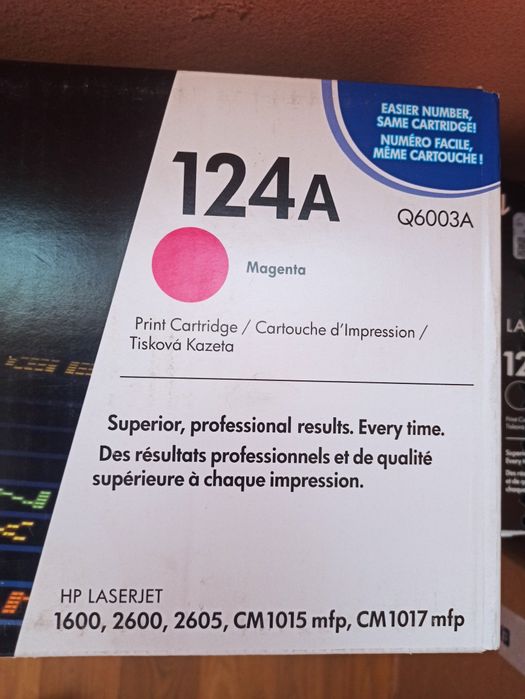 EASIER NUMBER,
SAME CARTRIDGE!
NUMÉRO FACILE,
MÊME CARTOUCHE!
124A
Q6003A
Magenta
Print Cartridge / Cartouche d'Impression /
Tisková Kazeta
Superior, professional results. Every time.
Des résultats professionnels et de qualité
supérieure à chaque impression.
HP LASERJET
1600, 2600, 2605, CM1015 mfp, CM1017 mfp
LA
12